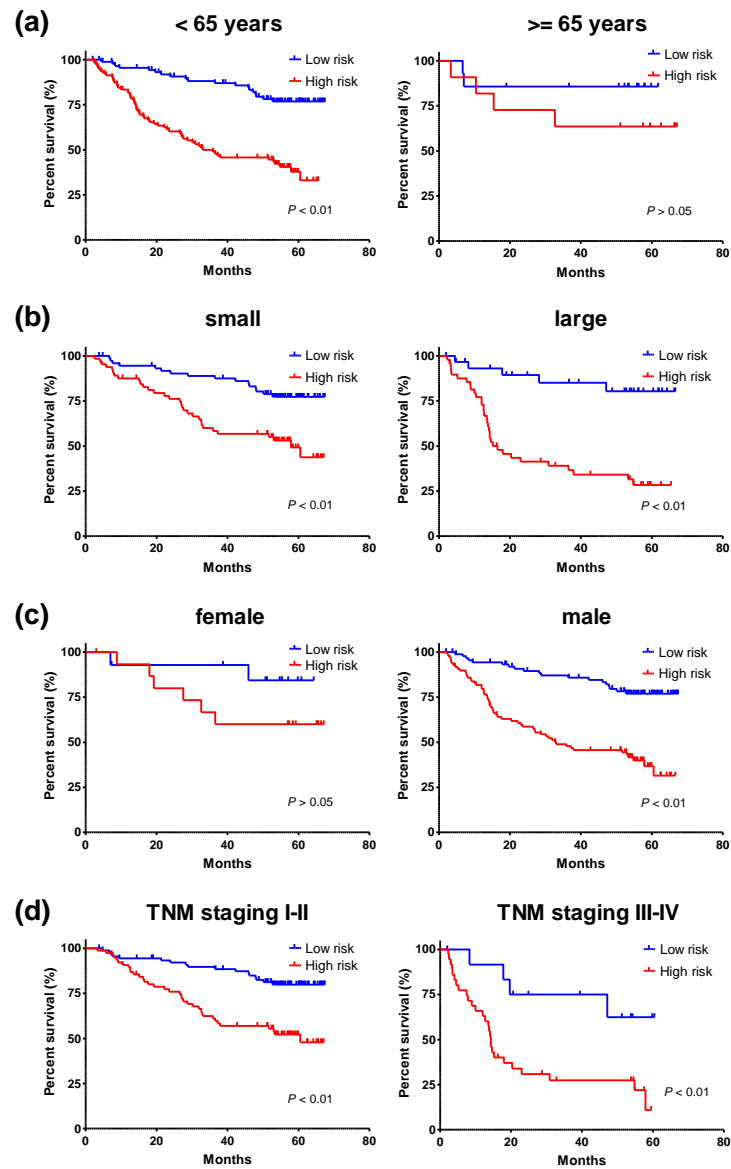 (a)
< 65 years
Percent survival (%)
100
75
50
25
0
0 20 40 60 80
Months
Low risk
High risk
P < 0.01
>= 65 years
Percent survival (%)
100
75
50
25
0
0 20 40 60 80
Months
Low risk
High risk
P > 0.05
(b)
small
Percent survival (%)
100
75
50
25
0
0 20 40 60 80
Months
Low risk
High risk
P < 0.01
large
Percent survival (%)
100
75
50
25
0
0 20 40 60 80
Months
Low risk
High risk
P < 0.01
(c)
female
Percent survival (%)
100
75
50
25
0
0 20 40 60 80
Months
Low risk
High risk
P > 0.05
male
Percent survival (%)
100
75
50
25
0
0 20 40 60 80
Months
Low risk
High risk
P < 0.01
(d)
TNM staging I-II
Percent survival (%)
100
75
50
25
0
0 20 40 60 80
Months
Low risk
High risk
P < 0.01
TNM staging III-IV
Percent survival (%)
100
75
50
25
0
0 20 40 60 80
Months
Low risk
High risk
P < 0.01